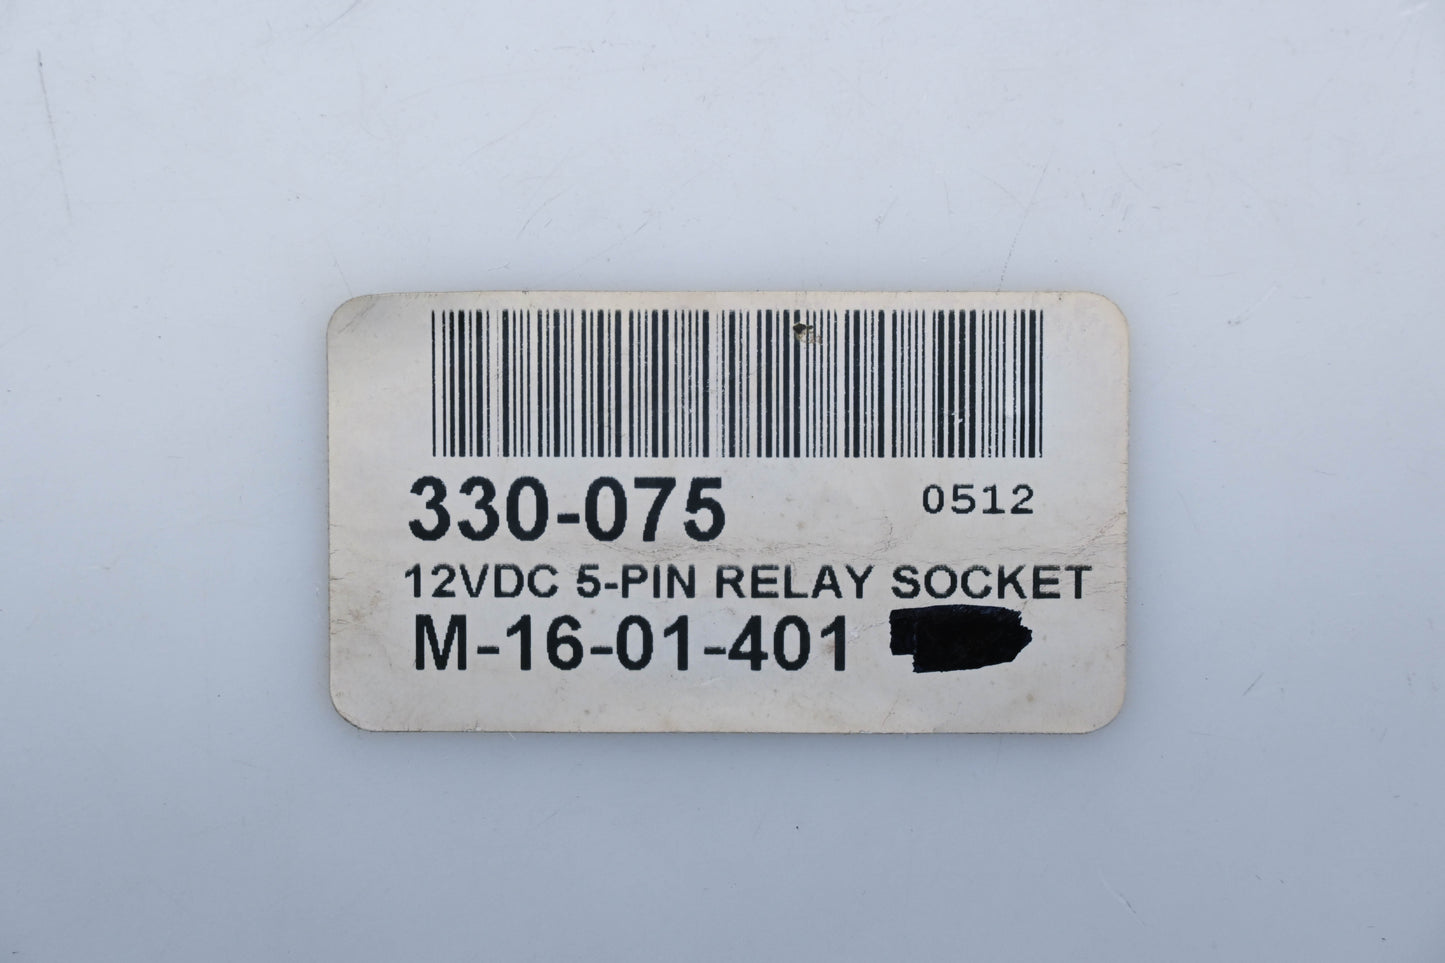 330-075 0512
12VDC 5-PIN RELAY SOCKET
M-16-01-401